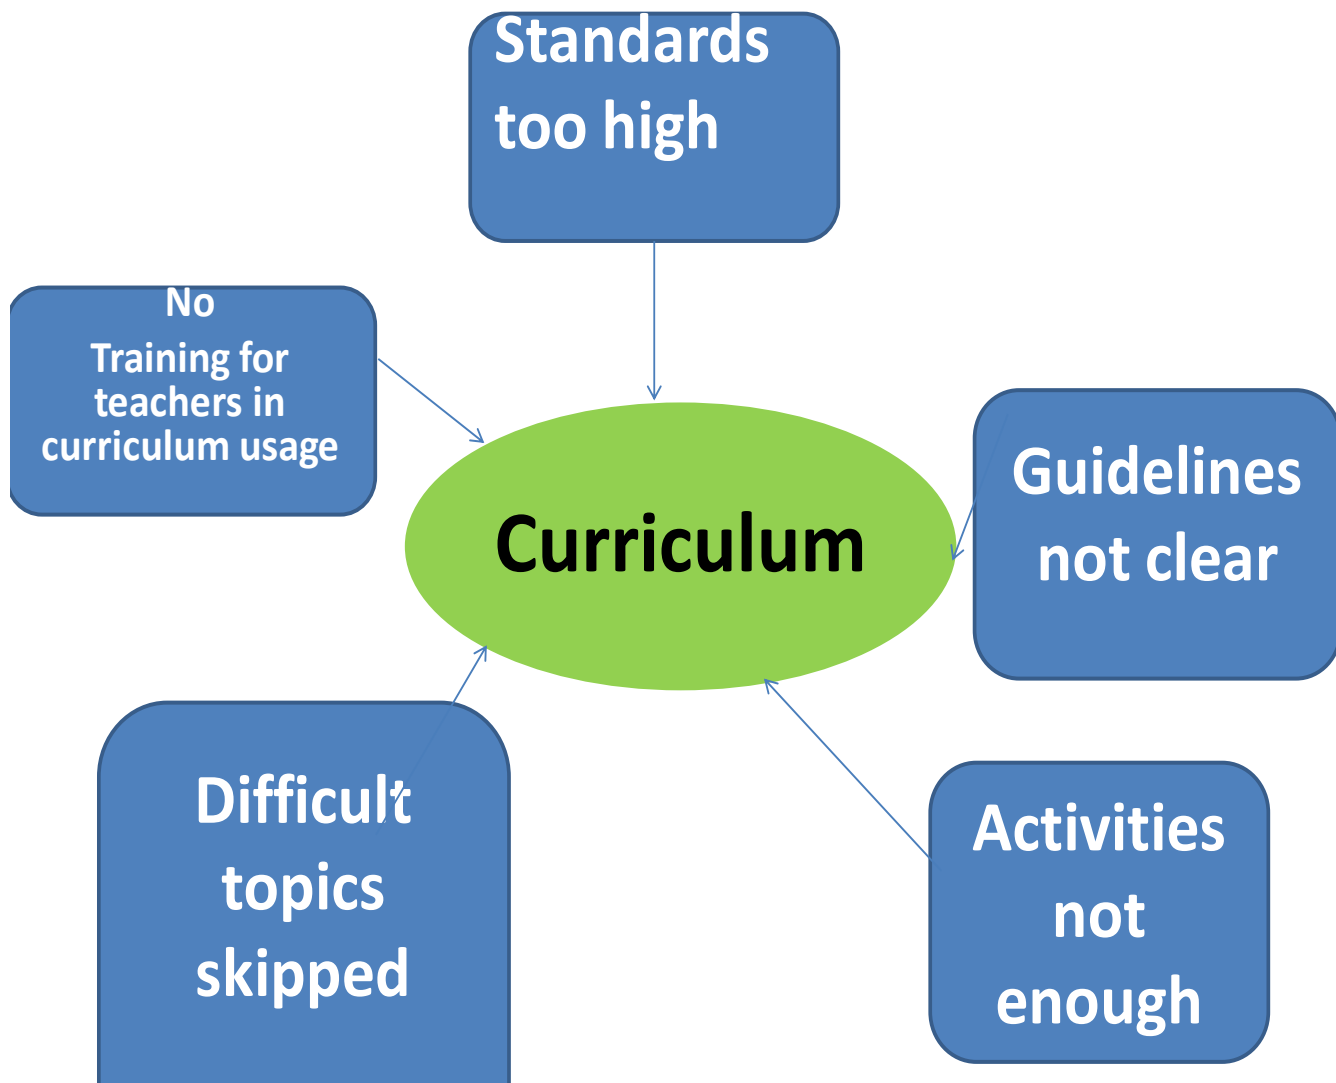 Standards
too high
No
Training for
teachers in
curriculum usage
Curriculum
Guidelines
not clear
Difficult
topics
skipped
Activities
not
enough